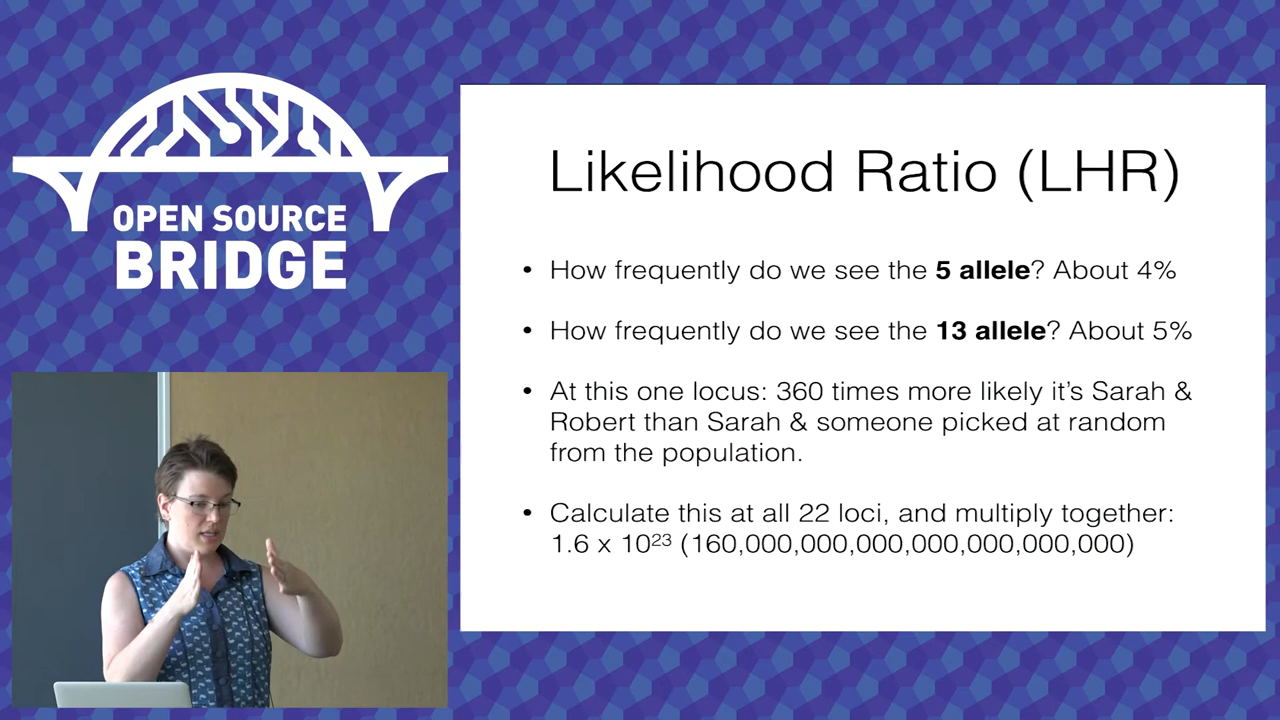 OPEN SOURCE
BRIDGE
Likelihood Ratio (LHR)
• How frequently do we see the 5 allele? About 4%
• How frequently do we see the 13 allele? About 5%
• At this one locus: 360 times more likely it's Sarah &
Robert than Sarah & someone picked at random
from the population.
• Calculate this at all 22 loci, and multiply together:
1.6 x 10²³ (160,000,000,000,000,000,000,000)